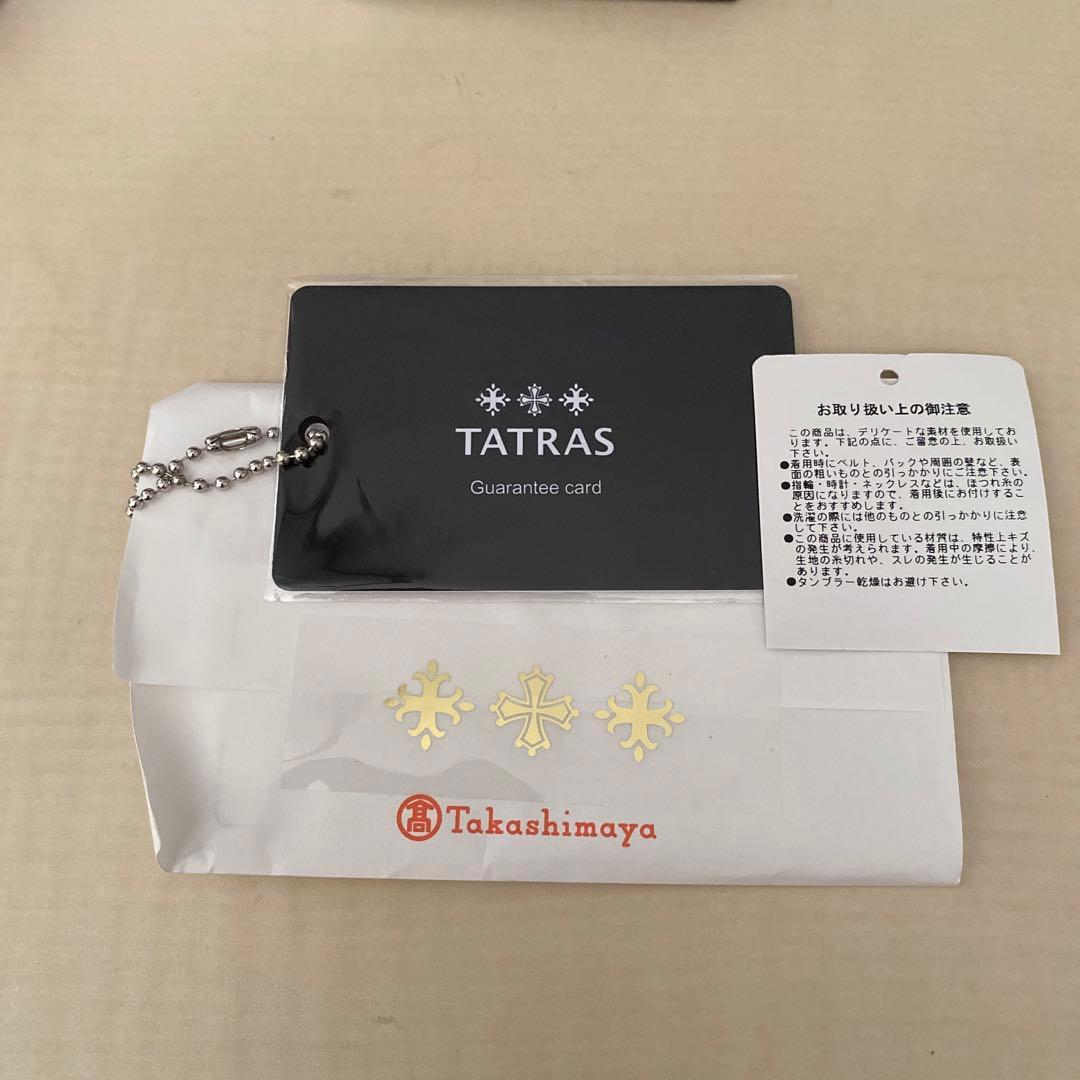 TATRAS
Guarantee card
お取り扱い上の御注意
この商品は、デリケートな素材を使用してお
ります。下記の点に、ご留意の上、お取扱い
下さい。
●着用時にベルト、バックや周囲の壁など、表
面の粗いものとの引っかかりにご注意下さい。
●指輪・時計・ネックレスなどは、ほつれ糸の
原因になりますので、着用後にお付けするこ
とをおすすめします。
●洗濯の際には他のものとの引っかかりに注意
して下さい。
●この商品に使用している材質は、特性上キズ
の発生が考えられます。着用中の摩擦により、
生地の糸切れや、スレの発生が生じることが
あります。
●タンブラー乾燥はお避け下さい。
髙 Takashimaya